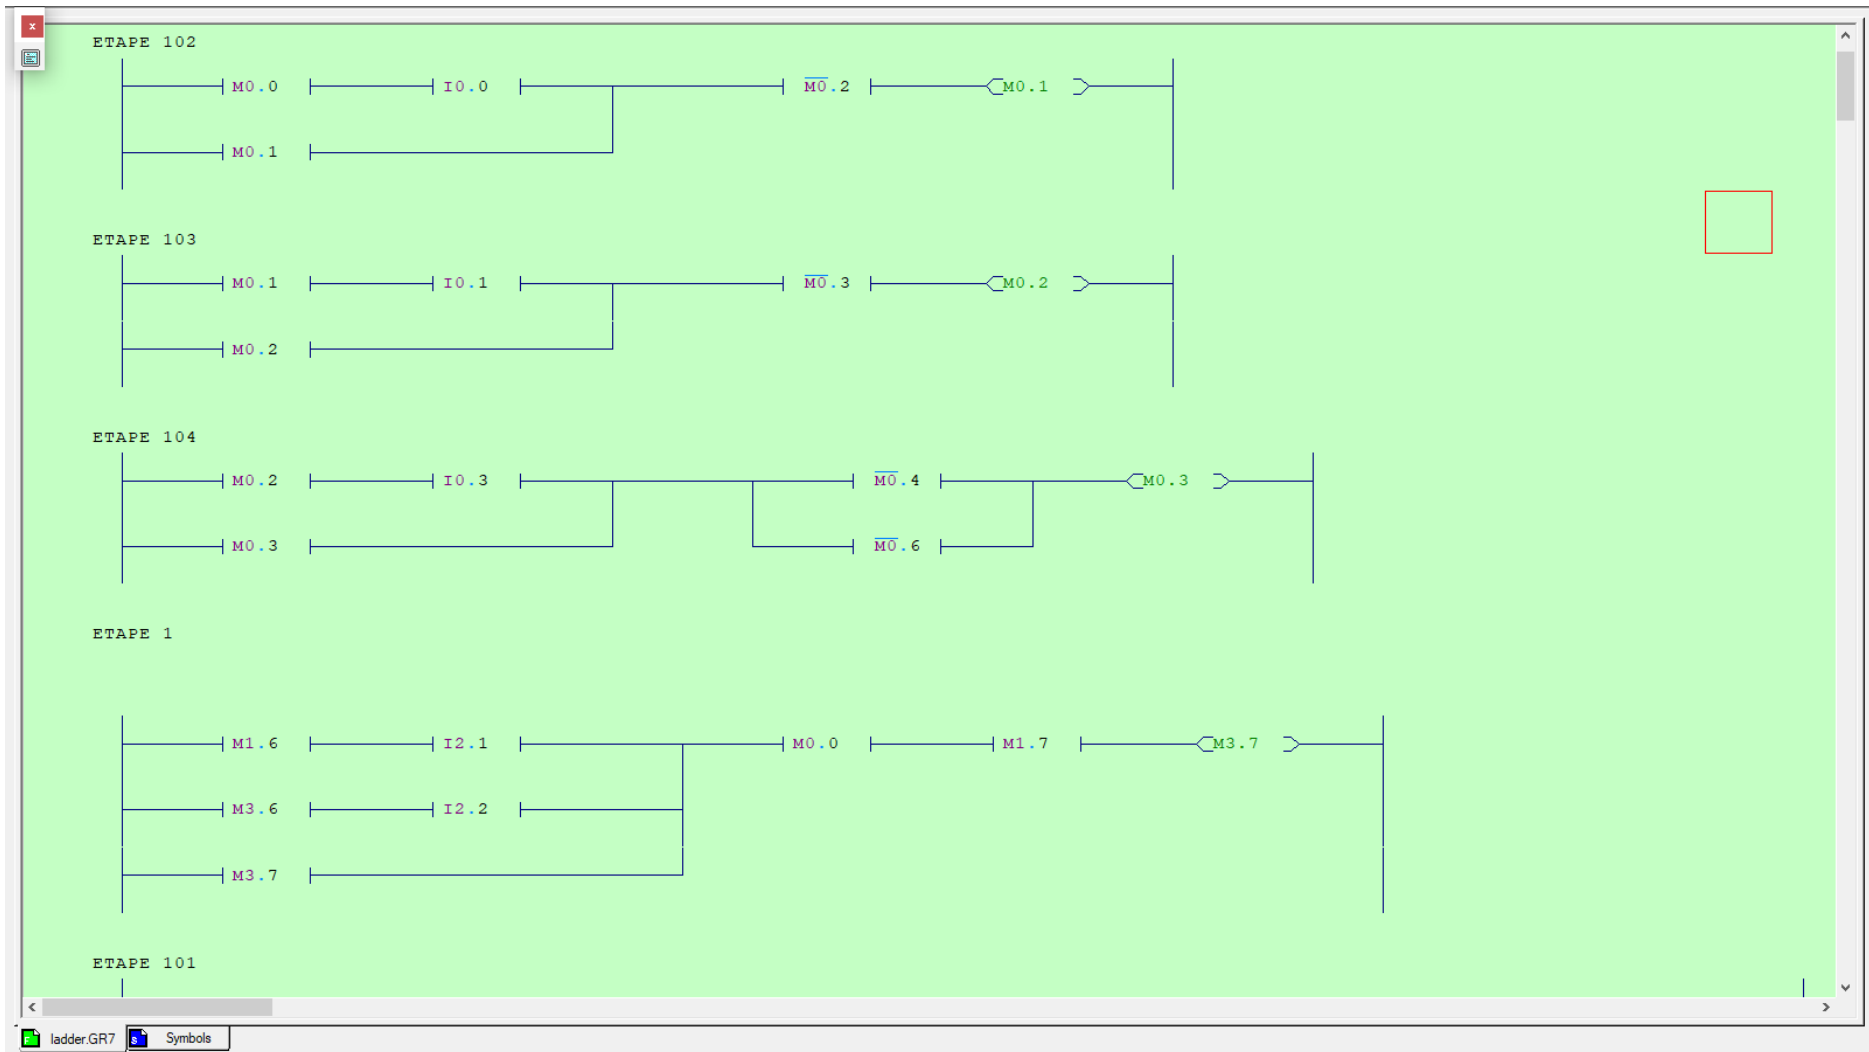 x
ETAPE 102
M0.0 I0.0 M0.2 M0.1
M0.1
ETAPE 103
M0.1 I0.1 M0.3 M0.2
M0.2
ETAPE 104
M0.2 I0.3 M0.4 M0.3
M0.3 M0.6
ETAPE 1
M1.6 I2.1 M0.0 M1.7 M3.7
M3.6 I2.2
M3.7
ETAPE 101
F ladder.GR7 S Symbols